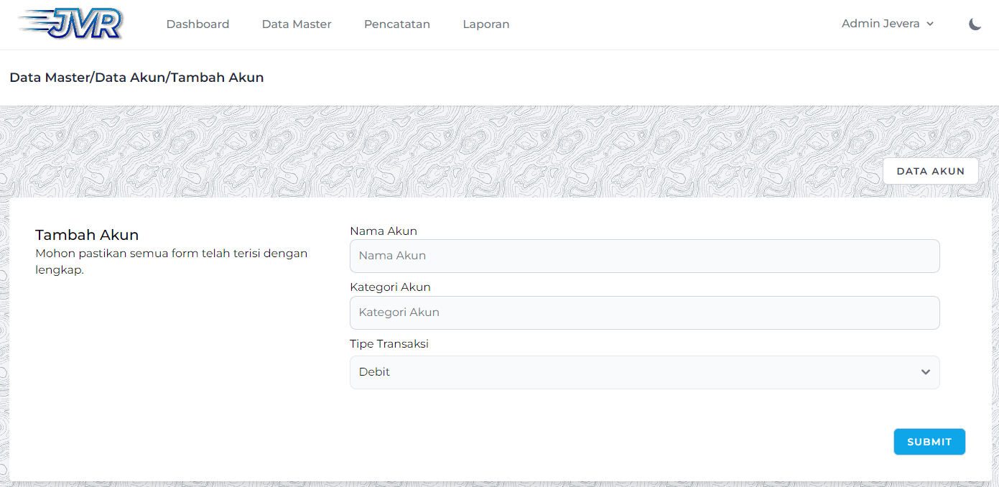 JVR
Dashboard
Data Master
Pencatatan
Laporan
Admin Jevera
Data Master/Data Akun/Tambah Akun
DATA AKUN
Tambah Akun
Mohon pastikan semua form telah terisi dengan
lengkap.
Nama Akun
Nama Akun
Kategori Akun
Kategori Akun
Tipe Transaksi
Debit
SUBMIT